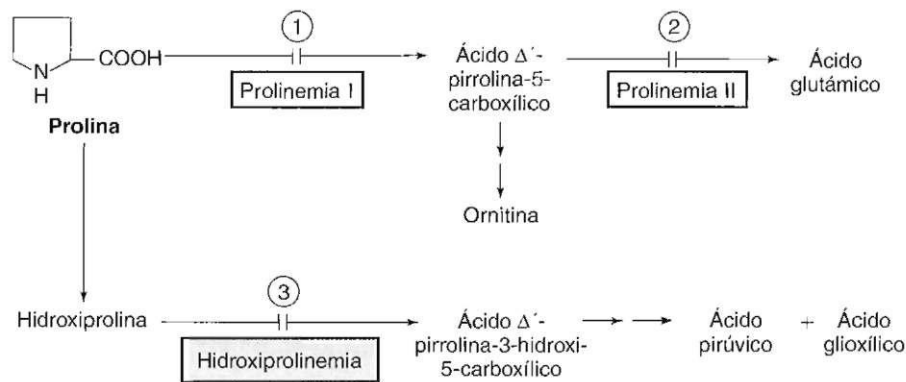 1
2
COOH
N
H
Prolina
Prolinemia I
Ácido Δ´-
pirrolina-5-
carboxílico
Prolinemia II
Ácido
glutámico
Ornitina
3
Hidroxiprolina
Hidroxiprolinemia
Ácido Δ´-
pirrolina-3-hidroxi-
5-carboxílico
Ácido
pirúvico
+
Ácido
glioxílico